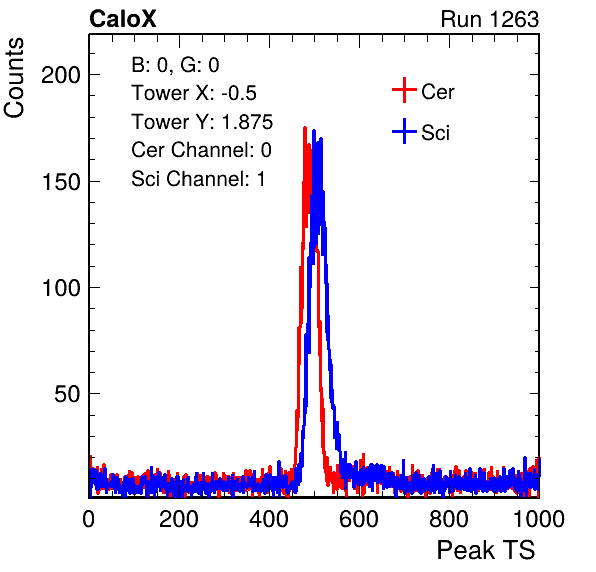 CaloX
Run 1263
Counts
B: 0, G: 0
Tower X: -0.5
Tower Y: 1.875
Cer Channel: 0
Sci Channel: 1
Cer
Sci
200
150
100
50
0 200 400 600 800 1000
Peak TS